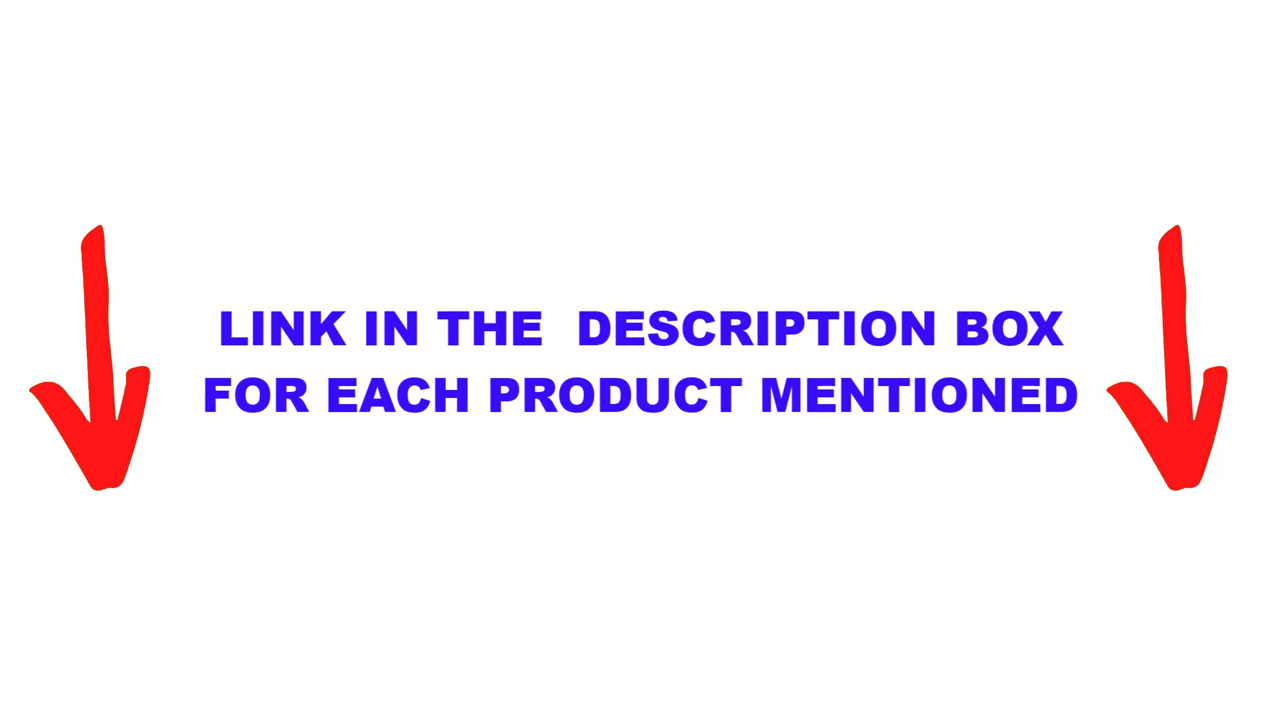 LINK IN THE  DESCRIPTION BOX
FOR EACH PRODUCT MENTIONED